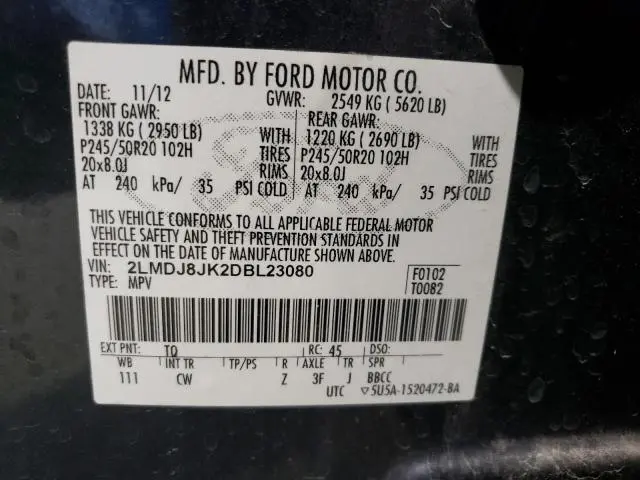 MFD. BY FORD MOTOR CO.
DATE: 11/12 GVWR: 2549 KG ( 5620 LB)
FRONT GAWR: REAR GAWR:
1338 KG ( 2950 LB) WITH 1220 KG ( 2690 LB) WITH
P245/50R20 102H TIRES P245/50R20 102H TIRES
20x8.0J RIMS 20x8.0J RIMS
AT 240 kPa/ 35 PSI COLD AT 240 kPa/ 35 PSI COLD
THIS VEHICLE CONFORMS TO ALL APPLICABLE FEDERAL MOTOR
VEHICLE SAFETY AND THEFT PREVENTION STANDARDS IN
EFFECT ON THE DATE OF MANUFACTURE SHOWN ABOVE.
VIN: 2LMDJ8JK2DBL23080 F0102
TYPE: MPV T0082
EXT PNT: TQ RC: 45 DSO:
WB INT TR TP/PS R AXLE TR SPR
111 CW Z 3F J BBCC
UTC ▽5U5A-1520472-BA
Ford